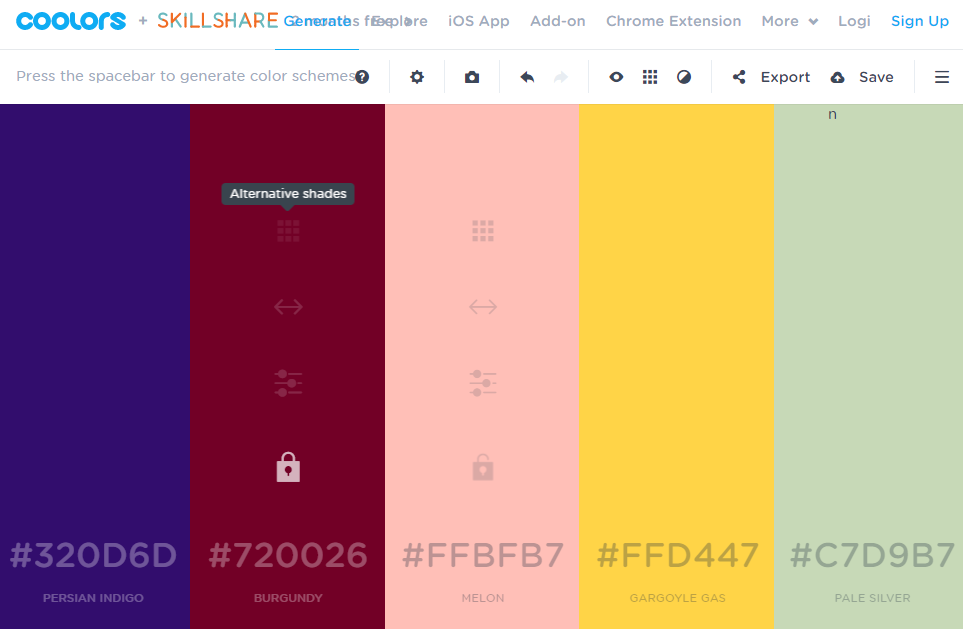 coolors + SKILLSHARE 2 months free Generate Explore iOS App Add-on Chrome Extension More Logi Sign Up
Press the spacebar to generate color schemes Export Save
n
Alternative shades
#320D6D #720026 #FFBFB7 #FFD447 #C7D9B7
PERSIAN INDIGO BURGUNDY MELON GARGOYLE GAS PALE SILVER